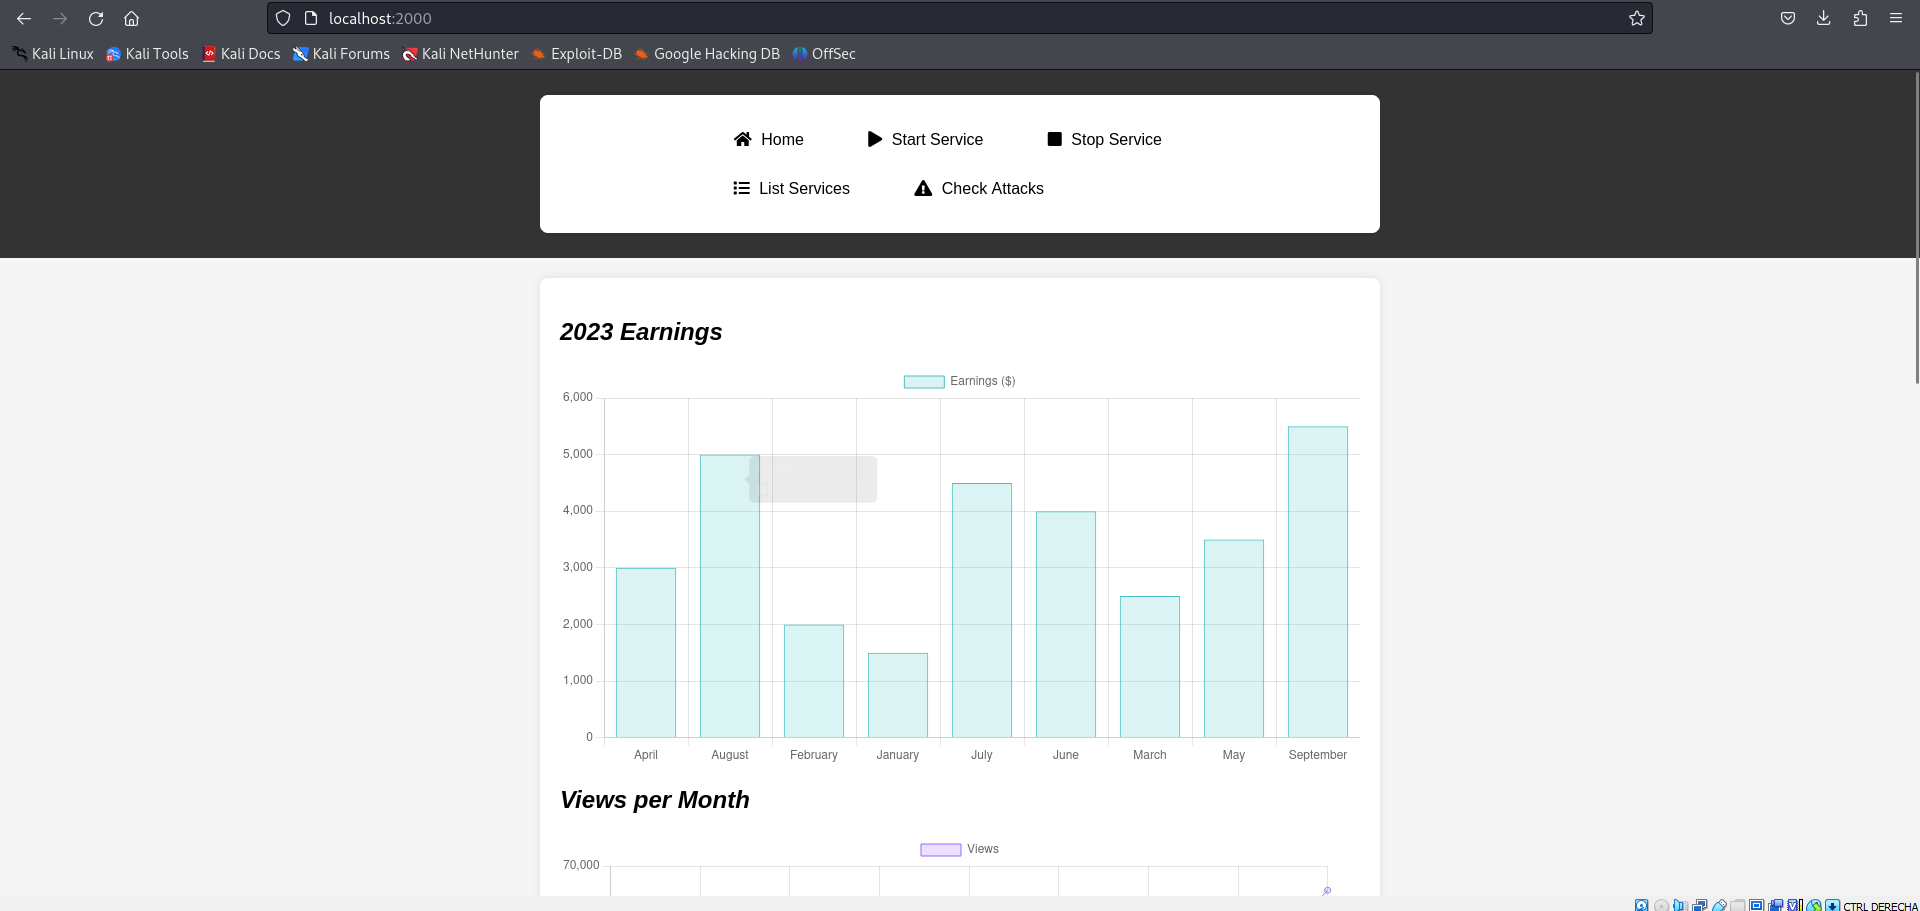 localhost:2000
Kali Linux Kali Tools Kali Docs Kali Forums Kali NetHunter Exploit-DB Google Hacking DB OffSec
Home Start Service Stop Service
List Services Check Attacks
2023 Earnings
Earnings ($)
6,000
5,000
4,000
3,000
2,000
1,000
0
April August February January July June March May September
Views per Month
Views
70,000
CTRL DERECHA